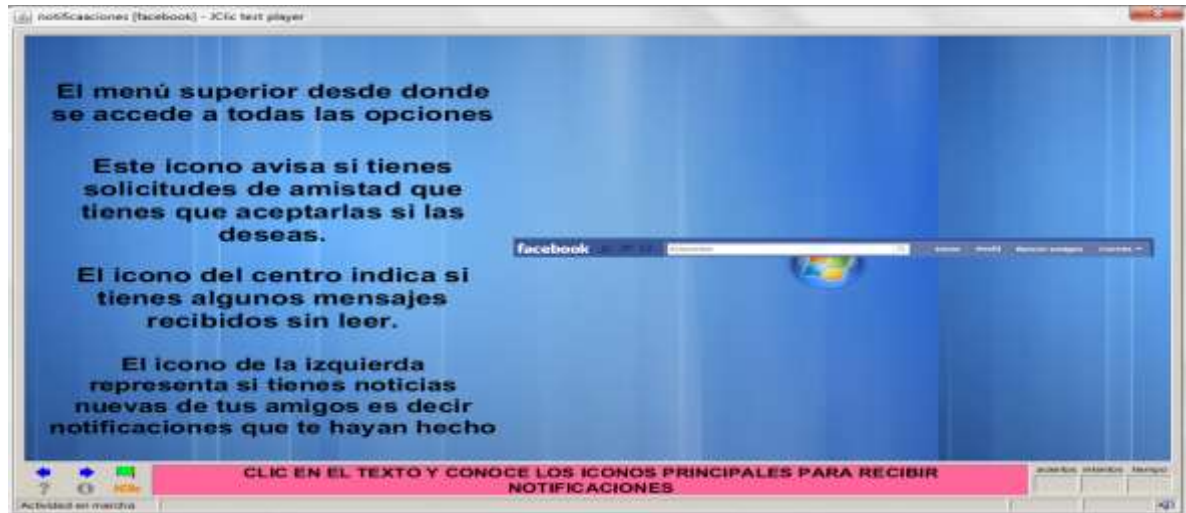 notificaaciones [facebook] - JClic test player
El menú superior desde donde
se accede a todas las opciones
Este icono avisa si tienes
solicitudes de amistad que
tienes que aceptarlas si las
deseas.
El icono del centro indica si
tienes algunos mensajes
recibidos sin leer.
El icono de la izquierda
representa si tienes noticias
nuevas de tus amigos es decir
notificaciones que te hayan hecho
facebook Inicio Perfil Buscar amigos Cuenta
CLIC EN EL TEXTO Y CONOCE LOS ICONOS PRINCIPALES PARA RECIBIR
NOTIFICACIONES
aciertos intentos tiempo
JClic
Actividad en marcha